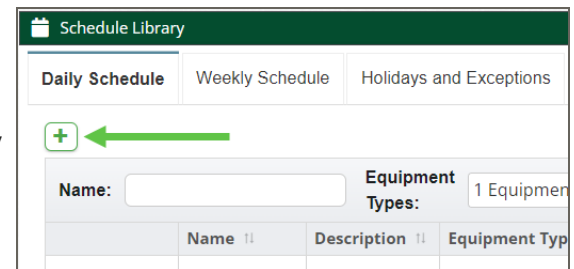 Schedule Library
Daily Schedule Weekly Schedule Holidays and Exceptions
+
Equipment
Name: 1 Equipmen
Types:
Name Description Equipment Typ